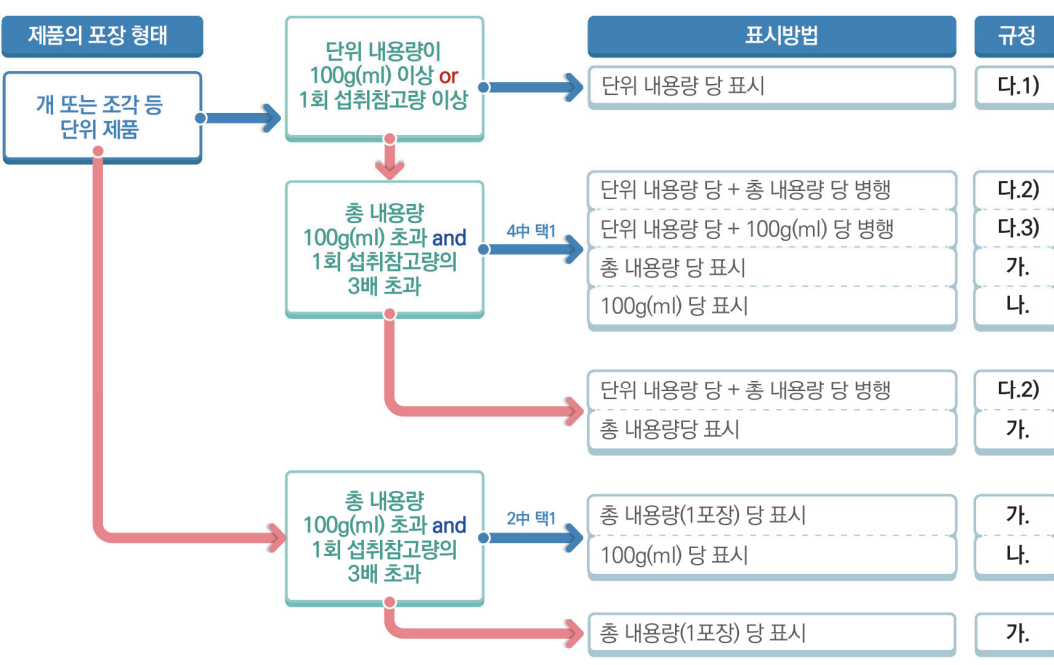 제품의 포장 형태
표시방법
규정
개 또는 조각 등
단위 제품
단위 내용량이
100g(ml) 이상 or
1회 섭취참고량 이상
단위 내용량 당 표시
다.1)
총 내용량
100g(ml) 초과 and
1회 섭취참고량의
3배 초과
4中 택1
단위 내용량 당 + 총 내용량 당 병행
다.2)
단위 내용량 당 + 100g(ml) 당 병행
다.3)
총 내용량 당 표시
가.
100g(ml) 당 표시
나.
단위 내용량 당 + 총 내용량 당 병행
다.2)
총 내용량당 표시
가.
총 내용량
100g(ml) 초과 and
1회 섭취참고량의
3배 초과
2中 택1
총 내용량(1포장) 당 표시
가.
100g(ml) 당 표시
나.
총 내용량(1포장) 당 표시
가.